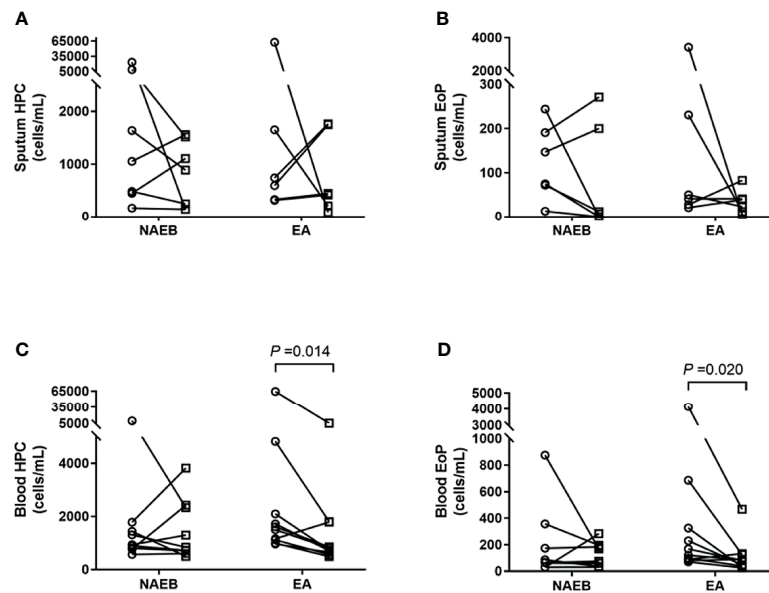 A
Sputum HPC
(cells/mL)
65000
35000
5000
2000
1000
0
NAEB
EA
B
Sputum EoP
(cells/mL)
4000
2000
300
200
100
0
NAEB
EA
C
P =0.014
Blood HPC
(cells/mL)
65000
35000
5000
4000
2000
0
NAEB
EA
D
P =0.020
Blood EoP
(cells/mL)
5000
4000
3000
1000
800
600
400
200
0
NAEB
EA